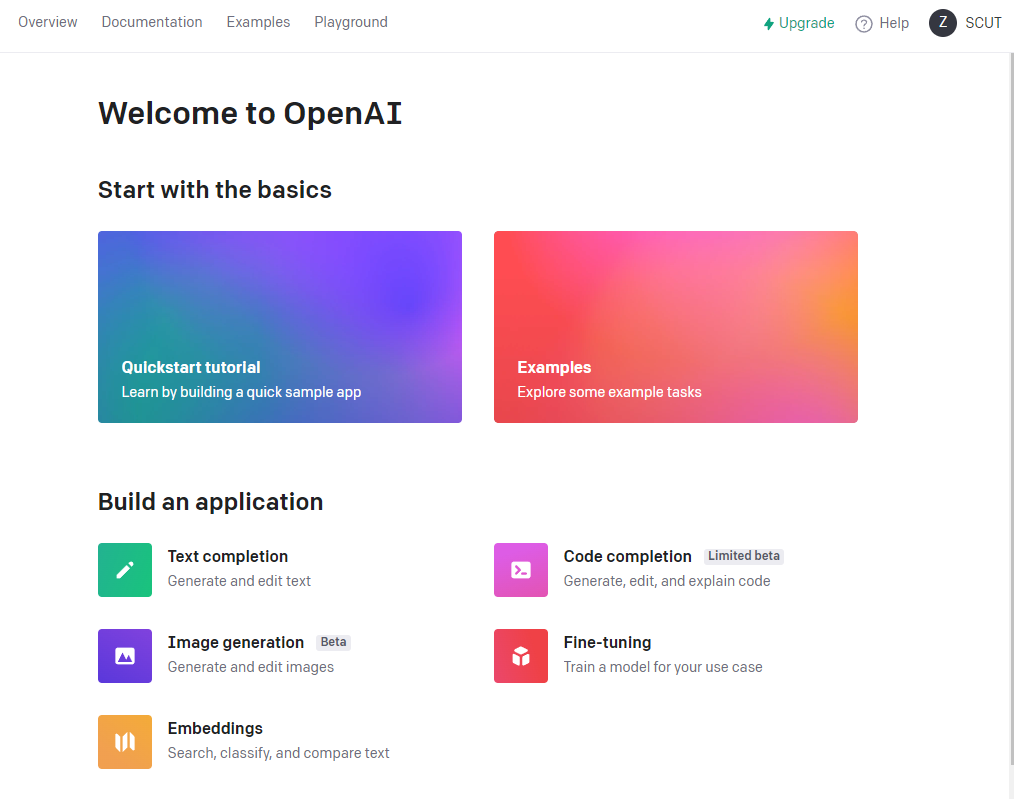 Overview Documentation Examples Playground Upgrade Help Z SCUT
Welcome to OpenAI
Start with the basics
Quickstart tutorial
Learn by building a quick sample app
Examples
Explore some example tasks
Build an application
Text completion
Generate and edit text
Code completion Limited beta
Generate, edit, and explain code
Image generation Beta
Generate and edit images
Fine-tuning
Train a model for your use case
Embeddings
Search, classify, and compare text